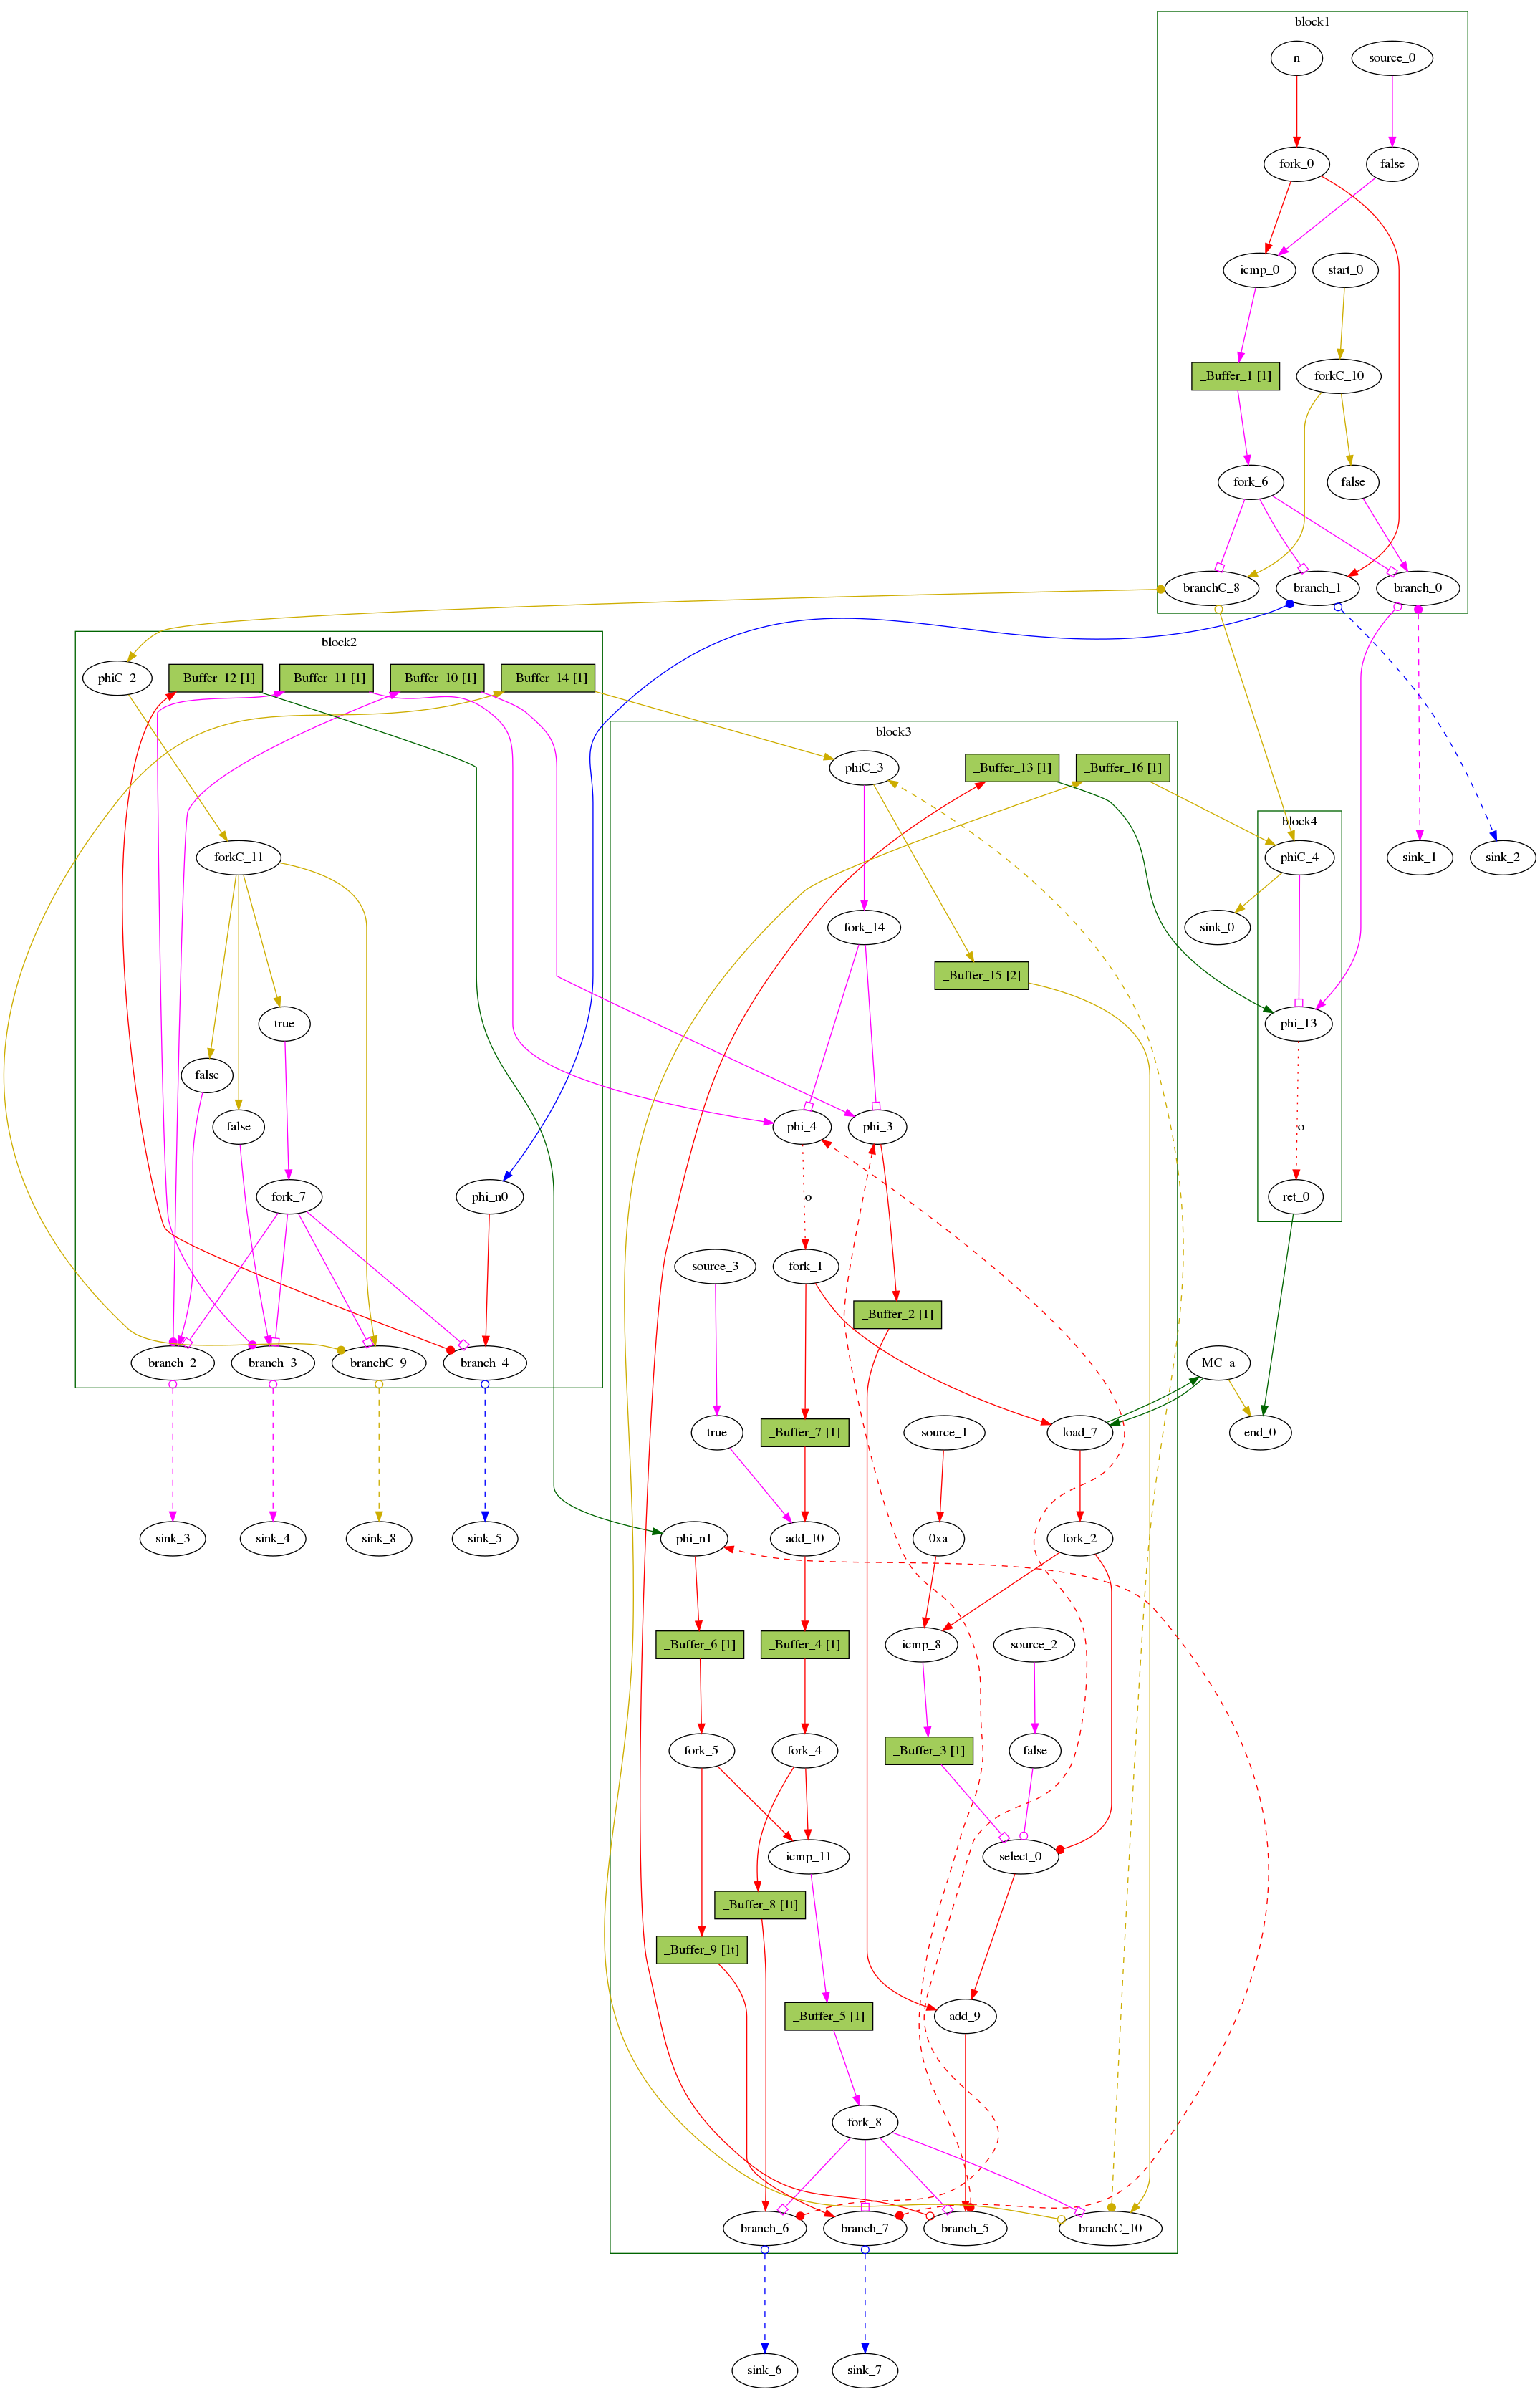 block1
n
source_0
fork_0
false
icmp_0
start_0
_Buffer_1 [1]
forkC_10
fork_6
false
branchC_8
branch_1
branch_0
block2
phiC_2
_Buffer_12 [1]
_Buffer_11 [1]
_Buffer_10 [1]
_Buffer_14 [1]
block3
phiC_3
_Buffer_13 [1]
_Buffer_16 [1]
block4
forkC_11
phiC_4
sink_1
sink_2
fork_14
sink_0
_Buffer_15 [2]
true
phi_13
false
false
phi_4
phi_3
o
fork_7
phi_n0
o
ret_0
source_3
fork_1
_Buffer_2 [1]
branch_2
branch_3
branchC_9
branch_4
MC_a
true
_Buffer_7 [1]
source_1
load_7
end_0
sink_3
sink_4
sink_8
sink_5
phi_n1
add_10
0xa
fork_2
_Buffer_6 [1]
_Buffer_4 [1]
icmp_8
source_2
fork_5
fork_4
_Buffer_3 [1]
false
icmp_11
select_0
_Buffer_8 [1t]
_Buffer_9 [1t]
_Buffer_5 [1]
add_9
fork_8
branch_6
branch_7
branch_5
branchC_10
sink_6
sink_7